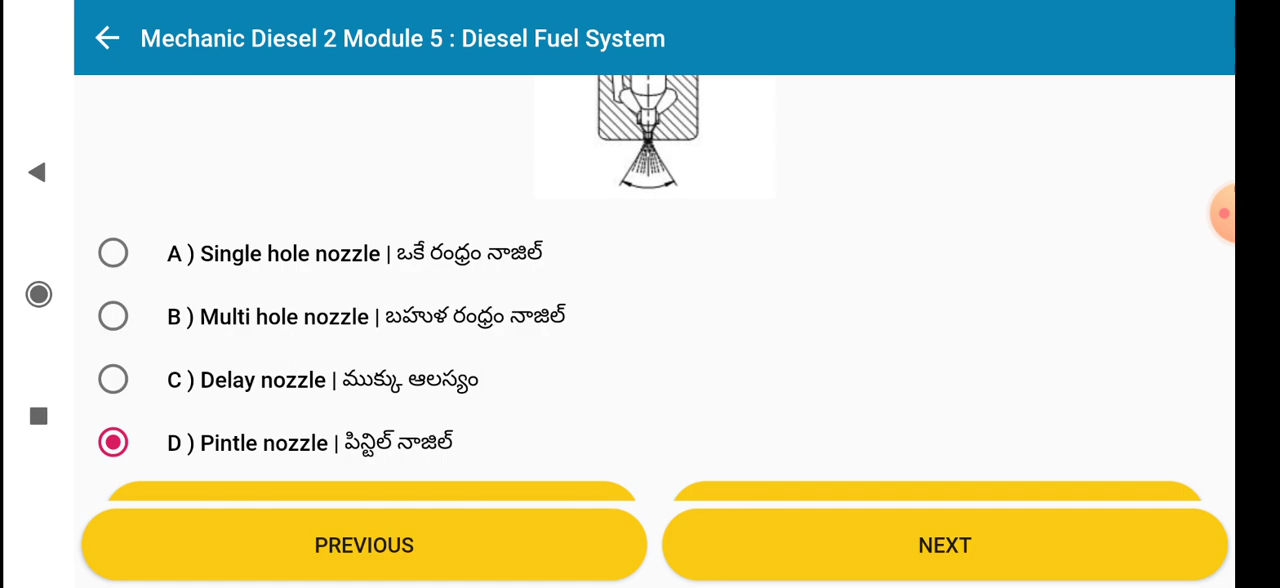 Mechanic Diesel 2 Module 5 : Diesel Fuel System
A ) Single hole nozzle | ఒకే రంధ్రం నాజిల్
B ) Multi hole nozzle | బహుళ రంధ్రం నాజిల్
C ) Delay nozzle | ముక్కు ఆలస్యం
D ) Pintle nozzle | పిన్టిల్ నాజిల్
PREVIOUS
NEXT